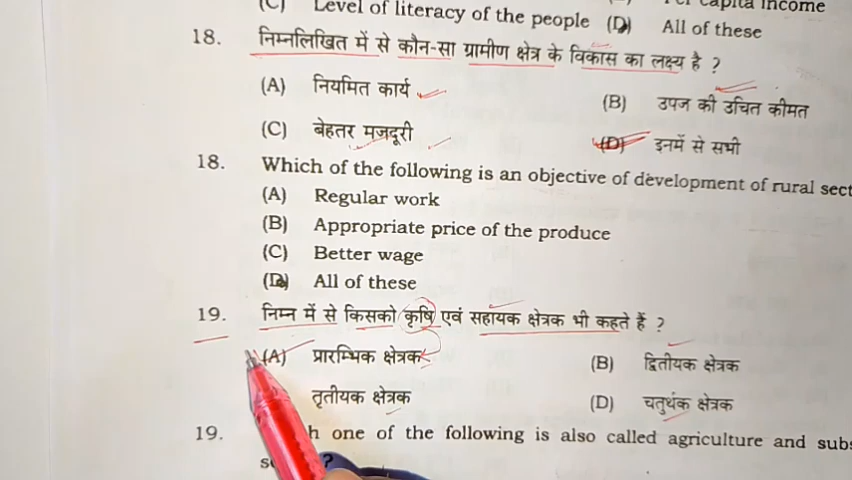 (C) Level of literacy of the people (D) All of these
Per capita income
18. निम्नलिखित में से कौन-सा ग्रामीण क्षेत्र के विकास का लक्ष्य है ?
(A) नियमित कार्य
(B) उपज की उचित कीमत
(C) बेहतर मजदूरी
(D) इनमें से सभी
18. Which of the following is an objective of development of rural
(A) Regular work
(B) Appropriate price of the produce
(C) Better wage
(D) All of these
19. निम्न में से किसको कृषि एवं सहायक क्षेत्रक भी कहते हैं ?
(A) प्रारम्भिक क्षेत्रक
(B) द्वितीयक क्षेत्रक
तृतीयक क्षेत्रक
(D) चतुर्थक क्षेत्रक
19. one of the following is also called agriculture and
?